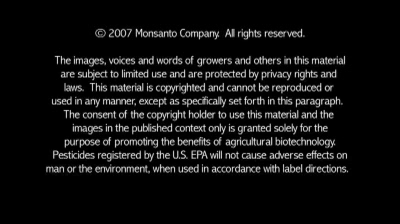 © 2007 Monsanto Company. All rights reserved.
The images, voices and words of growers and others in this material
are subject to limited use and are protected by privacy rights and
laws. This material is copyrighted and cannot be reproduced or
used in any manner, except as specifically set forth in this paragraph.
The consent of the copyright holder to use this material and the
images in the published context only is granted solely for the
purpose of promoting the benefits of agricultural biotechnology.
Pesticides registered by the U.S. EPA will not cause adverse effects on
man or the environment, when used in accordance with label directions.